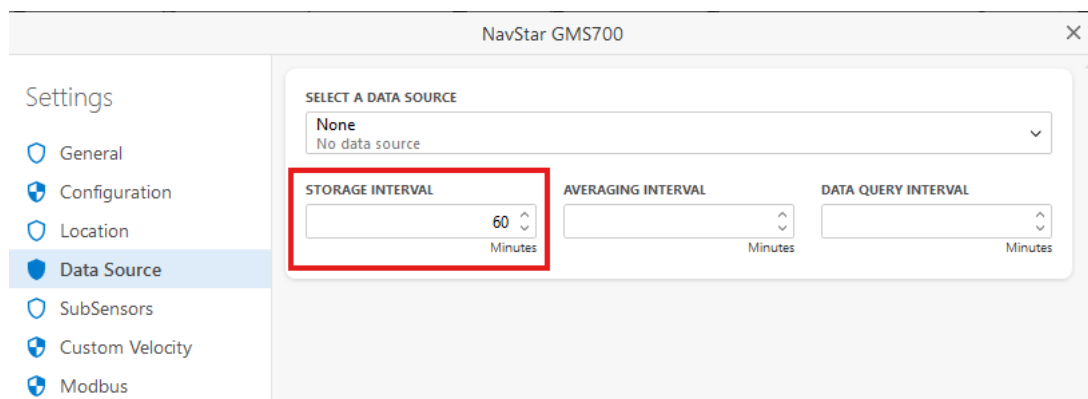 NavStar GMS700
Settings
General
Configuration
Location
Data Source
SubSensors
Custom Velocity
Modbus
SELECT A DATA SOURCE
None
No data source
STORAGE INTERVAL
60
Minutes
AVERAGING INTERVAL
Minutes
DATA QUERY INTERVAL
Minutes